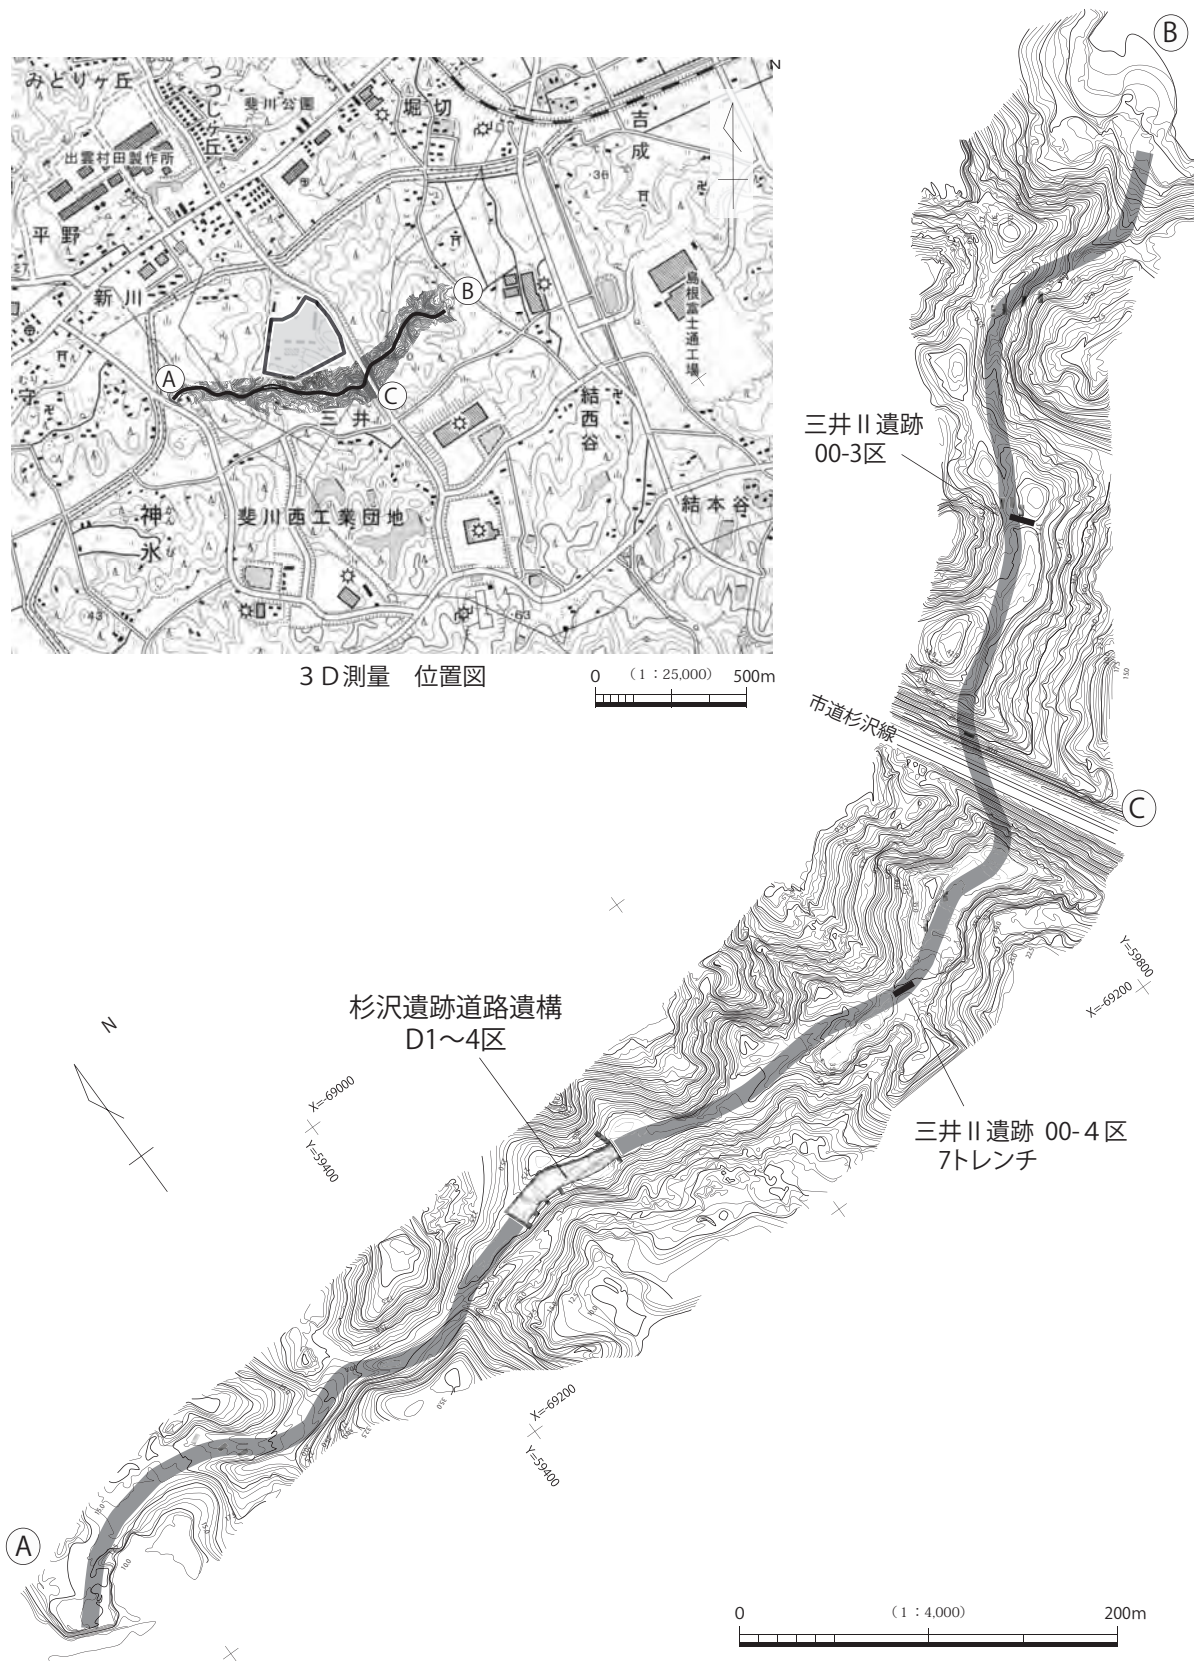 みとりヶ丘
つつじヶ丘
斐川公園
堀切
吉成
N
出雲村田製作所
・36
平野
新川
島根富士通工場
B
A
C
三井
結西谷
神氷
斐川西工業団地
結本谷
・43
・63
3D測量 位置図
0 (1:25,000) 500m
B
三井Ⅱ遺跡
00-3区
市道杉沢線
C
Y=59800
X=-69200
N
杉沢遺跡道路遺構
D1〜4区
X=-69000
Y=59400
三井Ⅱ遺跡 00-4区
7トレンチ
X=-69200
Y=59400
A
0 (1:4,000) 200m